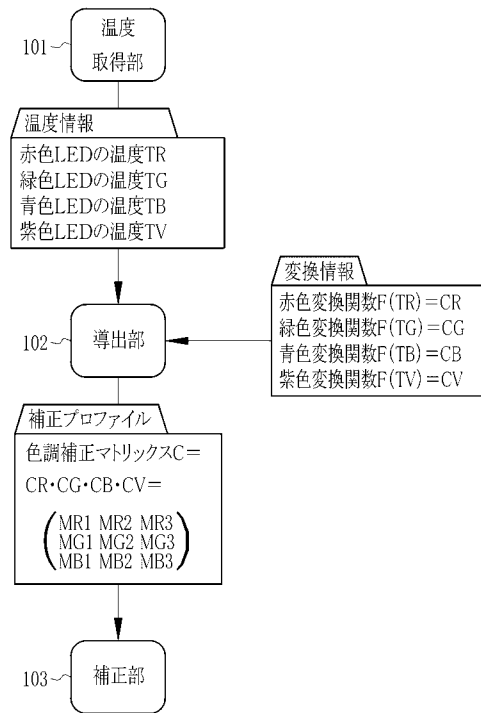 温度
取得部
101
温度情報
赤色LEDの温度TR
緑色LEDの温度TG
青色LEDの温度TB
紫色LEDの温度TV
変換情報
赤色変換関数F(TR)=CR
緑色変換関数F(TG)=CG
青色変換関数F(TB)=CB
紫色変換関数F(TV)=CV
102
導出部
補正プロファイル
色調補正マトリックスC=
CR・CG・CB・CV=
MR1 MR2 MR3
MG1 MG2 MG3
MB1 MB2 MB3
103
補正部